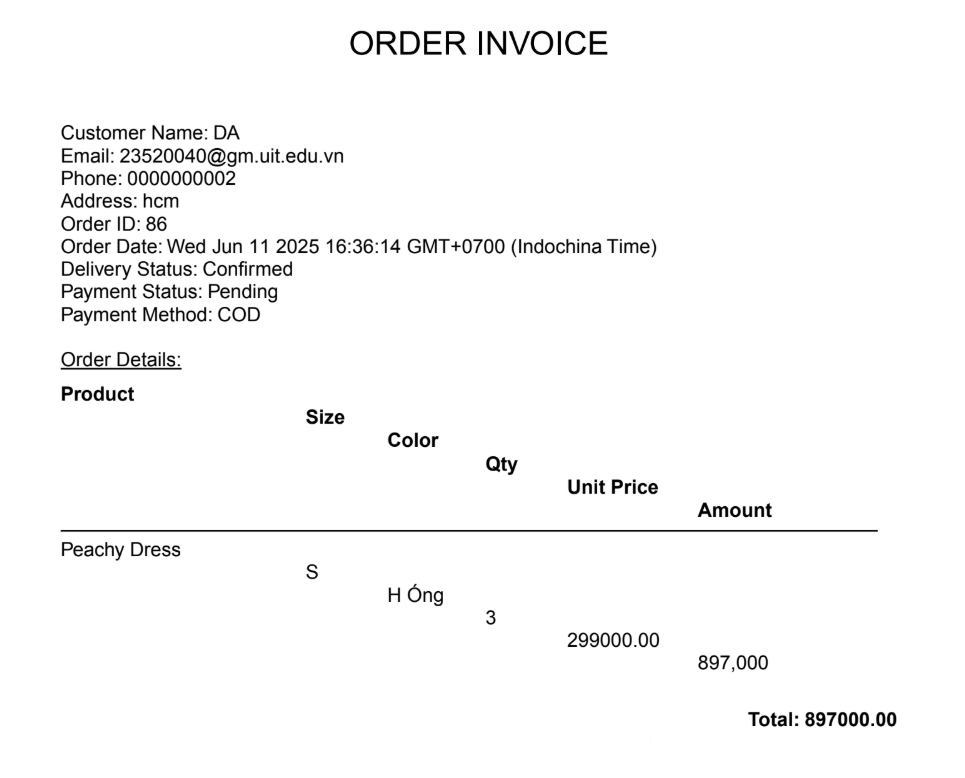 ORDER INVOICE
Customer Name: DA
Email: 23520040@gm.uit.edu.vn
Phone: 0000000002
Address: hcm
Order ID: 86
Order Date: Wed Jun 11 2025 16:36:14 GMT+0700 (Indochina Time)
Delivery Status: Confirmed
Payment Status: Pending
Payment Method: COD
Order Details:
Product
Size
Color
Qty
Unit Price
Amount
Peachy Dress
S
H Óng
3
299000.00
897,000
Total: 897000.00